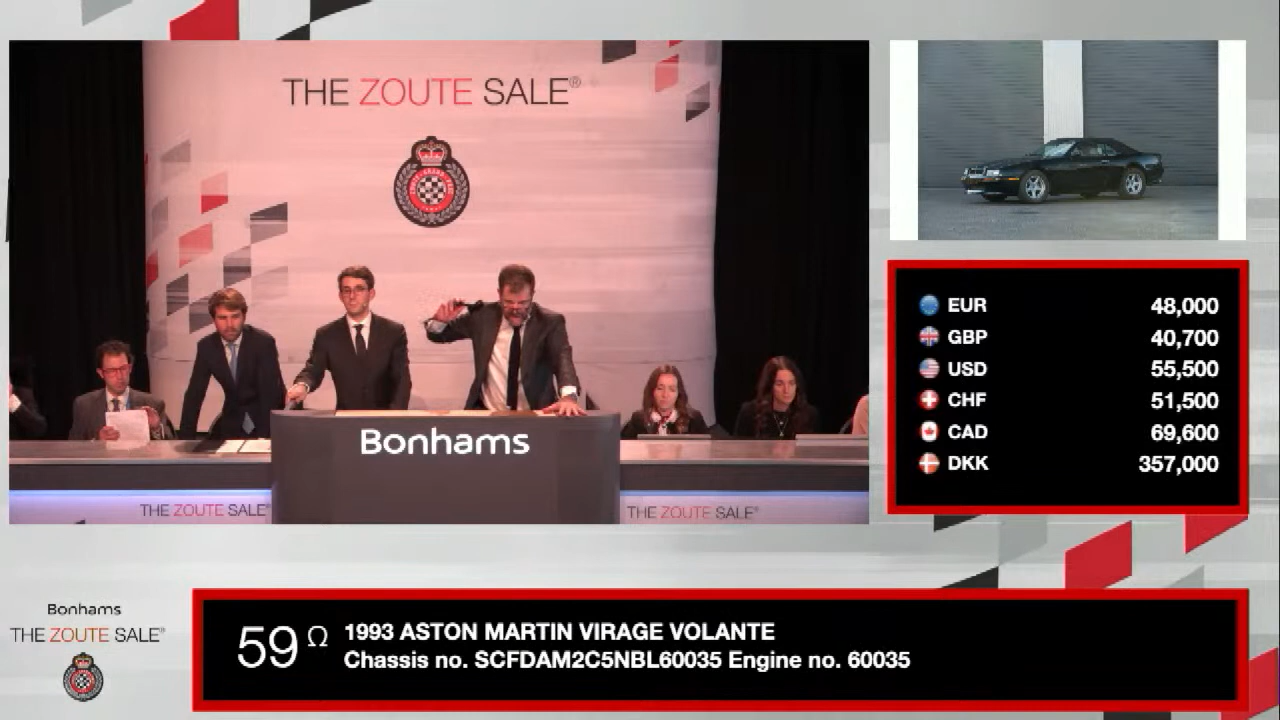 THE ZOUTE SALE®
Bonhams
THE ZOUTE SALE®
THE ZOUTE SALE®
EUR 48,000
GBP 40,700
USD 55,500
CHF 51,500
CAD 69,600
DKK 357,000
Bonhams
THE ZOUTE SALE®
59 Ω
1993 ASTON MARTIN VIRAGE VOLANTE
Chassis no. SCFDAM2C5NBL60035 Engine no. 60035